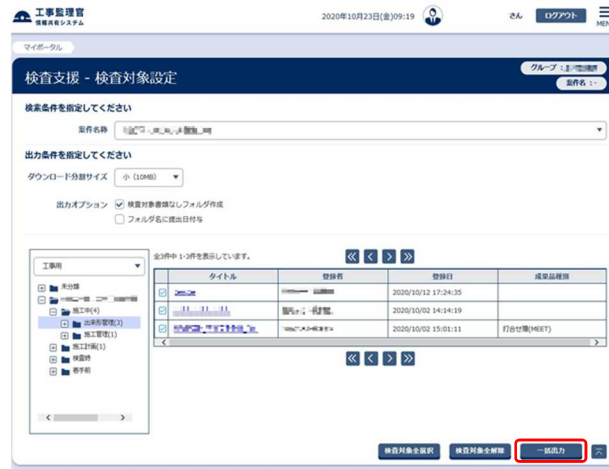 工事監理官
情報共有システム
2020年10月23日(金)09:19
さん
ログアウト
MEN
マイポータル
検査支援 - 検査対象設定
グループ :
案件名 : -
検索条件を指定してください
案件名称
出力条件を指定してください
ダウンロード分割サイズ
小 (10MB)
出力オプション
検査対象書類なしフォルダ作成
フォルダ名に提出日付与
工事用
未分類
施工中(4)
出来形管理(3)
施工管理(1)
施工計画(1)
検査時
着手前
全3件中 1-3件を表示しています。
タイトル 登録者 登録日 成果品種別
2020/10/12 17:24:35
2020/10/02 14:14:19
2020/10/02 15:01:11 打合せ簿(MEET)
検査対象全選択
検査対象全解除
一括出力